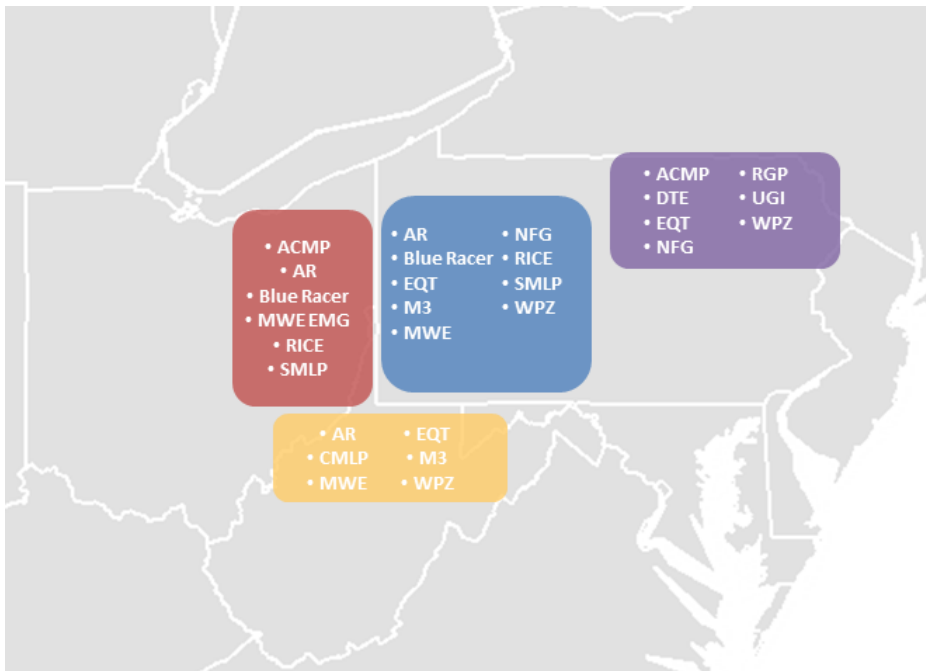 • ACMP
• AR
• Blue Racer
• MWE EMG
• RICE
• SMLP
• AR
• Blue Racer
• EQT
• M3
• MWE
• NFG
• RICE
• SMLP
• WPZ
• ACMP
• DTE
• EQT
• NFG
• RGP
• UGI
• WPZ
• AR
• CMLP
• MWE
• EQT
• M3
• WPZ